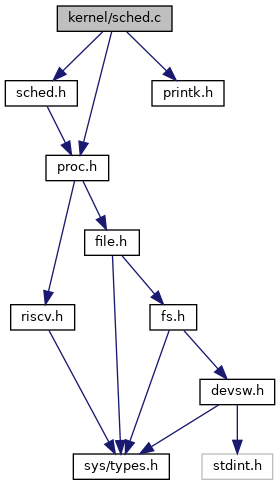 kernel/sched.c
sched.h
printk.h
proc.h
file.h
riscv.h
fs.h
devsw.h
sys/types.h
stdint.h